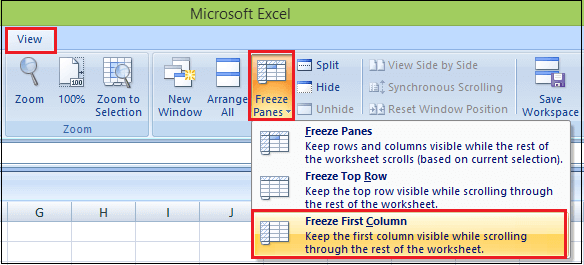 Microsoft Excel
View
Zoom
100%
Zoom to
Selection
Zoom
New
Window
Arrange
All
Freeze
Panes
Split
Hide
Unhide
View Side by Side
Synchronous Scrolling
Reset Window Position
Save
Workspace
Freeze Panes
Keep rows and columns visible while the rest of
the worksheet scrolls (based on current selection).
Freeze Top Row
Keep the top row visible while scrolling through
the rest of the worksheet.
Freeze First Column
Keep the first column visible while scrolling
through the rest of the worksheet.
G H I J